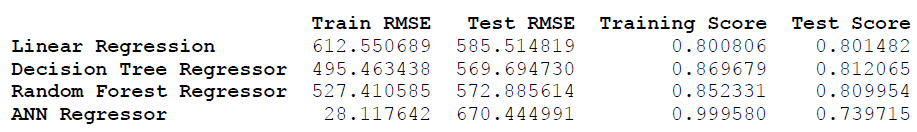 Train RMSE Test RMSE Training Score Test Score
Linear Regression 612.550689 585.514819 0.800806 0.801482
Decision Tree Regressor 495.463438 569.694730 0.869679 0.812065
Random Forest Regressor 527.410585 572.885614 0.852331 0.809954
ANN Regressor 28.117642 670.444991 0.999580 0.739715